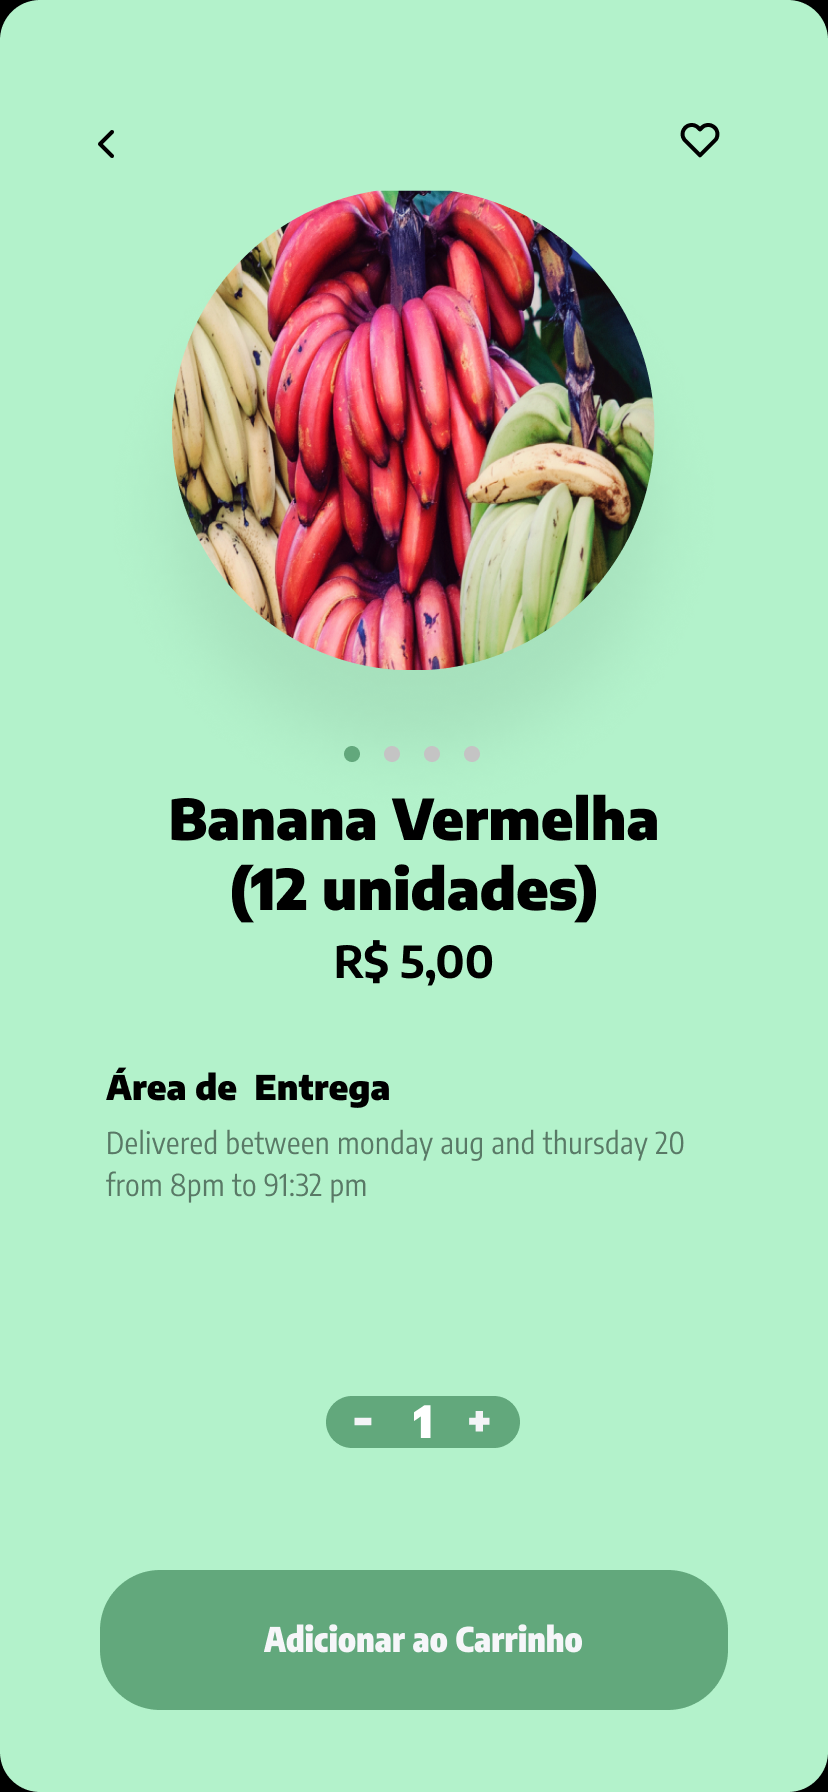 Banana Vermelha
(12 unidades)
R$ 5,00
Área de Entrega
Delivered between monday aug and thursday 20
from 8pm to 91:32 pm
- 1 +
Adicionar ao Carrinho